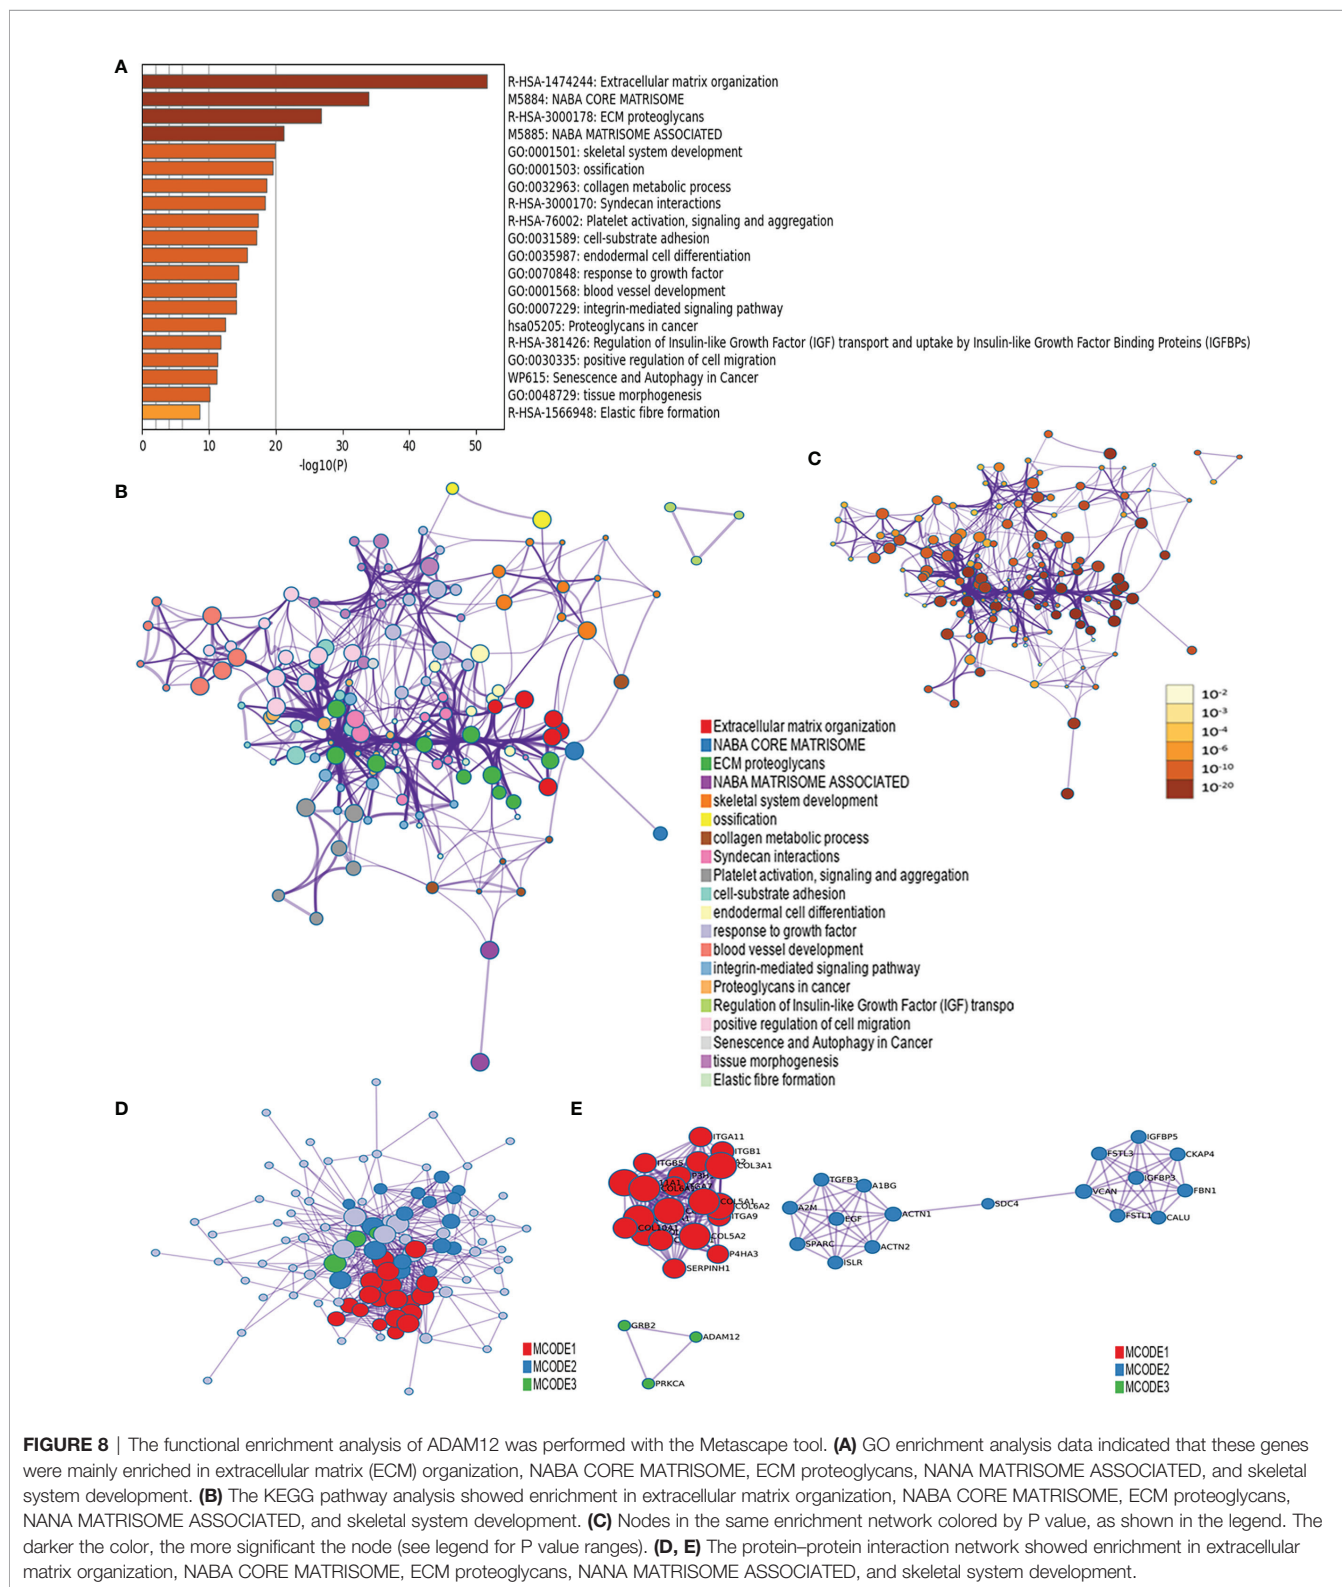 A
R-HSA-1474244: Extracellular matrix organization
M5884: NABA CORE MATRISOME
R-HSA-3000178: ECM proteoglycans
M5885: NABA MATRISOME ASSOCIATED
GO:0001501: skeletal system development
GO:0001503: ossification
GO:0032963: collagen metabolic process
R-HSA-3000170: Syndecan interactions
R-HSA-76002: Platelet activation, signaling and aggregation
GO:0031589: cell-substrate adhesion
GO:0035987: endodermal cell differentiation
GO:0070848: response to growth factor
GO:0001568: blood vessel development
GO:0007229: integrin-mediated signaling pathway
hsa05205: Proteoglycans in cancer
R-HSA-381426: Regulation of Insulin-like Growth Factor (IGF) transport and uptake by Insulin-like Growth Factor Binding Proteins (IGFBPs)
GO:0030335: positive regulation of cell migration
WP615: Senescence and Autophagy in Cancer
GO:0048729: tissue morphogenesis
R-HSA-1566948: Elastic fibre formation
0 10 20 30 40 50
-log10(P)
B
C
10-2
10-3
10-4
10-6
10-10
10-20
Extracellular matrix organization
NABA CORE MATRISOME
ECM proteoglycans
NABA MATRISOME ASSOCIATED
skeletal system development
ossification
collagen metabolic process
Syndecan interactions
Platelet activation, signaling and aggregation
cell-substrate adhesion
endodermal cell differentiation
response to growth factor
blood vessel development
integrin-mediated signaling pathway
Proteoglycans in cancer
Regulation of Insulin-like Growth Factor (IGF) transpo
positive regulation of cell migration
Senescence and Autophagy in Cancer
tissue morphogenesis
Elastic fibre formation
D
MCODE1
MCODE2
MCODE3
E
ITGA11
ITGB1
COL3A1
ITGB5
COL5A1
COL6A2
ITGA9
COL10A1
COL5A2
P4HA3
SERPINH1
TGFB3
A1BG
A2M
EGF
ACTN1
SPARC
ACTN2
ISLR
SDC4
IGFBP5
FSTL3
CKAP4
IGFBP3
VCAN
FBN1
FSTL1
CALU
GRB2
ADAM12
PRKCA
MCODE1
MCODE2
MCODE3
FIGURE 8 | The functional enrichment analysis of ADAM12 was performed with the Metascape tool. (A) GO enrichment analysis data indicated that these genes
were mainly enriched in extracellular matrix (ECM) organization, NABA CORE MATRISOME, ECM proteoglycans, NANA MATRISOME ASSOCIATED, and skeletal
system development. (B) The KEGG pathway analysis showed enrichment in extracellular matrix organization, NABA CORE MATRISOME, ECM proteoglycans,
NANA MATRISOME ASSOCIATED, and skeletal system development. (C) Nodes in the same enrichment network colored by P value, as shown in the legend. The
darker the color, the more significant the node (see legend for P value ranges). (D, E) The protein–protein interaction network showed enrichment in extracellular
matrix organization, NABA CORE MATRISOME, ECM proteoglycans, NANA MATRISOME ASSOCIATED, and skeletal system development.